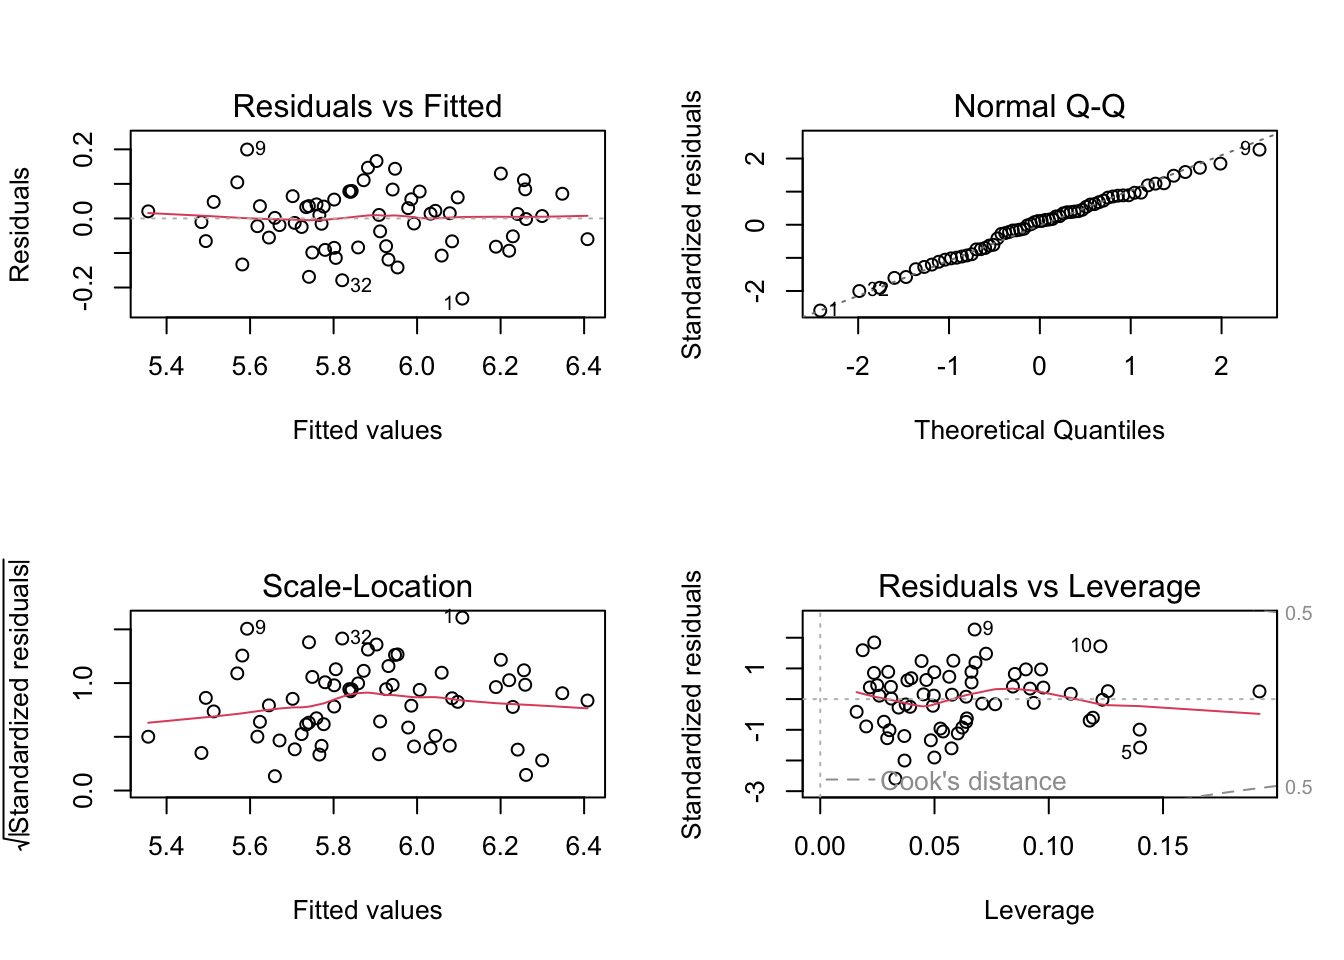 Residuals vs Fitted
Residuals
0.2
0.0
-0.2
9
32
1
5.4 5.6 5.8 6.0 6.2 6.4
Fitted values
Normal Q-Q
Standardized residuals
2
0
-2
9
32
1
-2 -1 0 1 2
Theoretical Quantiles
Scale-Location
√|Standardized residuals|
1.0
0.0
9
32
1
5.4 5.6 5.8 6.0 6.2 6.4
Fitted values
Residuals vs Leverage
Standardized residuals
1
-1
-3
9
10
5
Cook's distance
0.5
0.5
0.00 0.05 0.10 0.15
Leverage